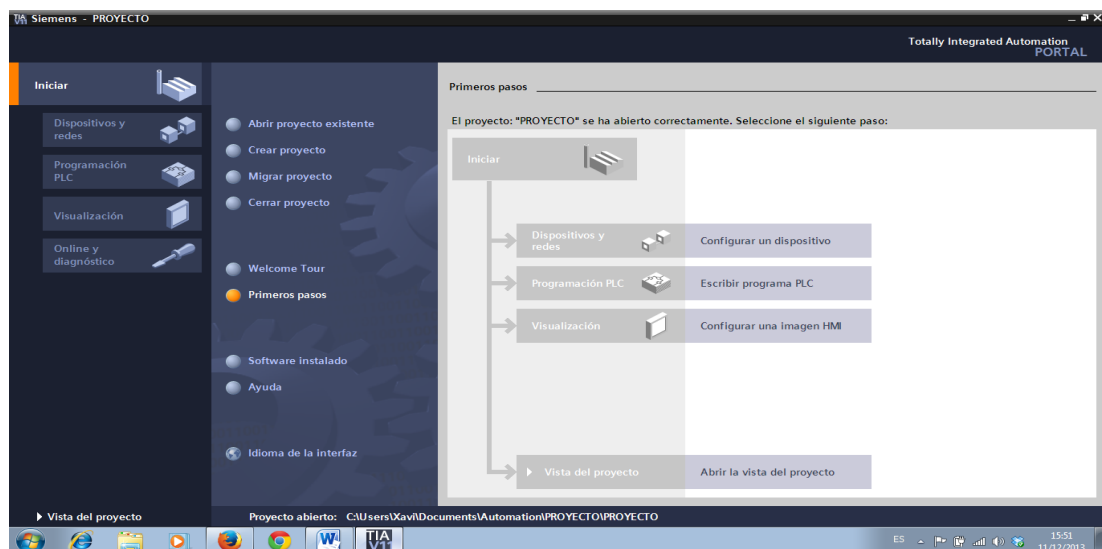 Siemens - PROYECTO
Totally Integrated Automation
PORTAL
Iniciar
Dispositivos y
redes
Programación
PLC
Visualización
Online y
diagnóstico
Abrir proyecto existente
Crear proyecto
Migrar proyecto
Cerrar proyecto
Welcome Tour
Primeros pasos
Software instalado
Ayuda
Idioma de la interfaz
Primeros pasos
El proyecto: "PROYECTO" se ha abierto correctamente. Seleccione el siguiente paso:
Iniciar
Dispositivos y
redes
Configurar un dispositivo
Programación PLC
Escribir programa PLC
Visualización
Configurar una imagen HMI
Vista del proyecto
Abrir la vista del proyecto
Vista del proyecto
Proyecto abierto: C:\Users\Xavi\Documents\Automation\PROYECTO\PROYECTO
W
TIA
V11
ES
15:51
11/12/2013